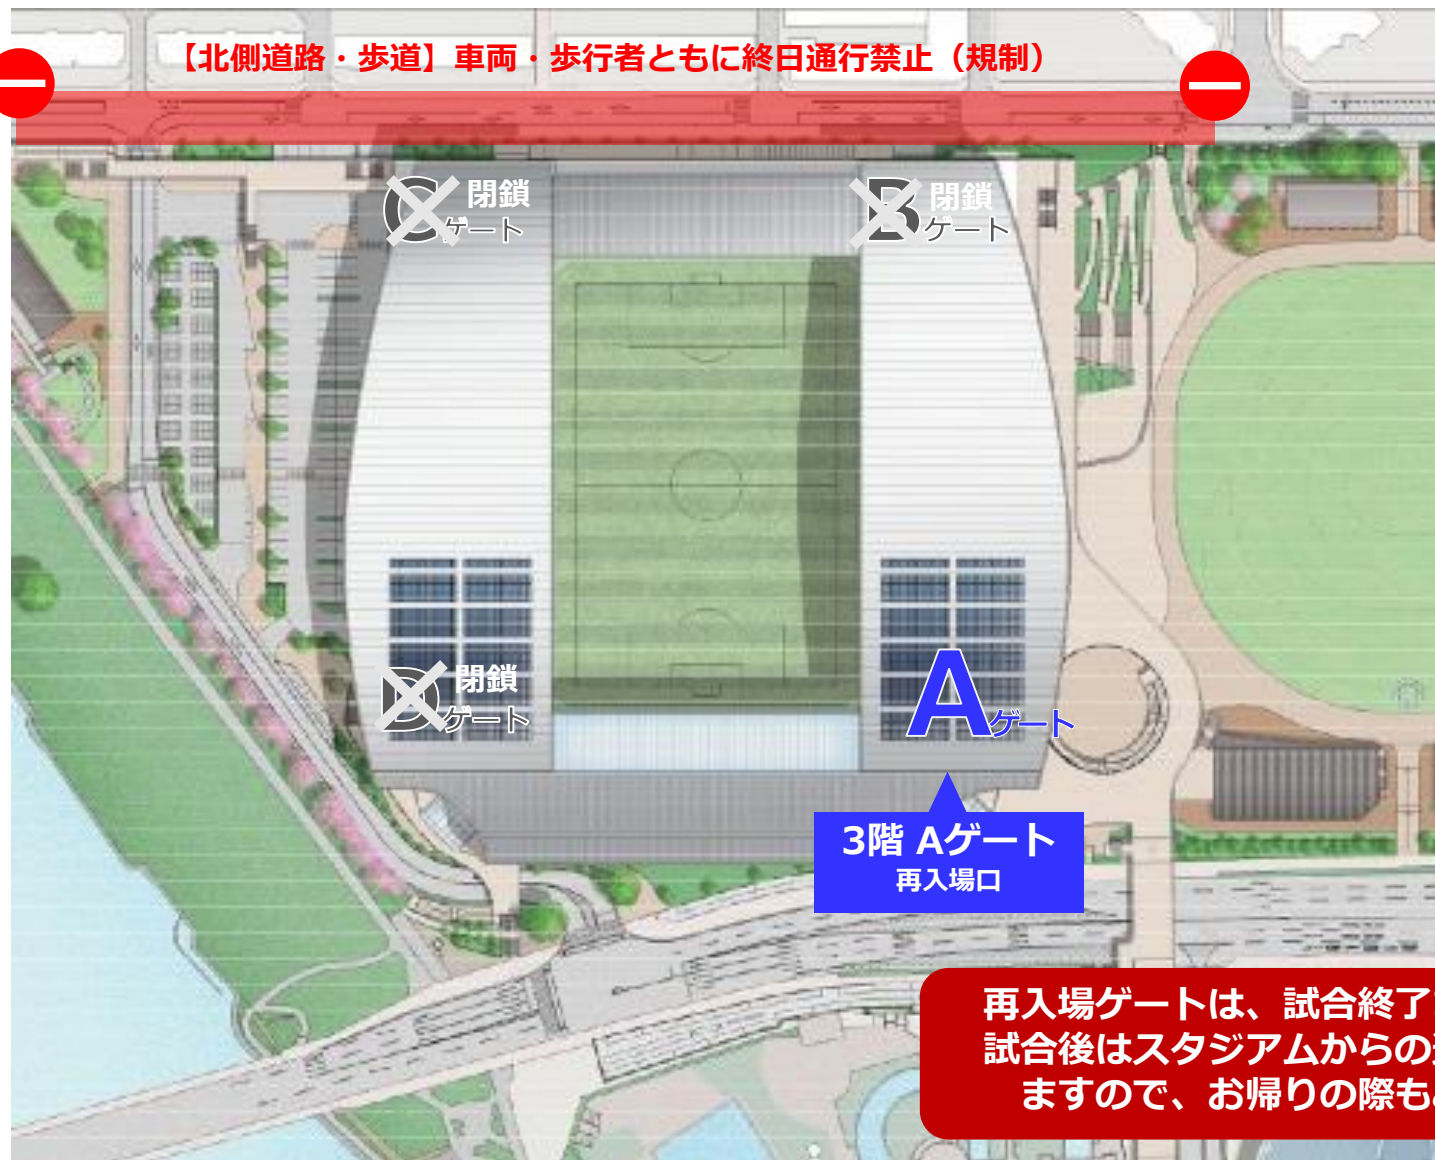 【北側道路・歩道】車両・歩行者ともに終日通行禁止（規制）
C 閉鎖
ゲート
B 閉鎖
ゲート
D 閉鎖
ゲート
A ゲート
3階 Aゲート
再入場口
再入場ゲートは、試合終了
試合後はスタジアムからの
ますので、お帰りの際も